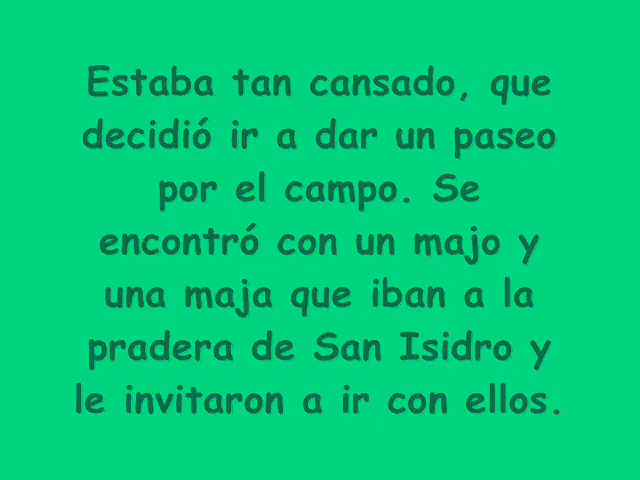 Estaba tan cansado, que
decidió ir a dar un paseo
por el campo. Se
encontró con un majo y
una maja que iban a la
pradera de San Isidro y
le invitaron a ir con ellos.